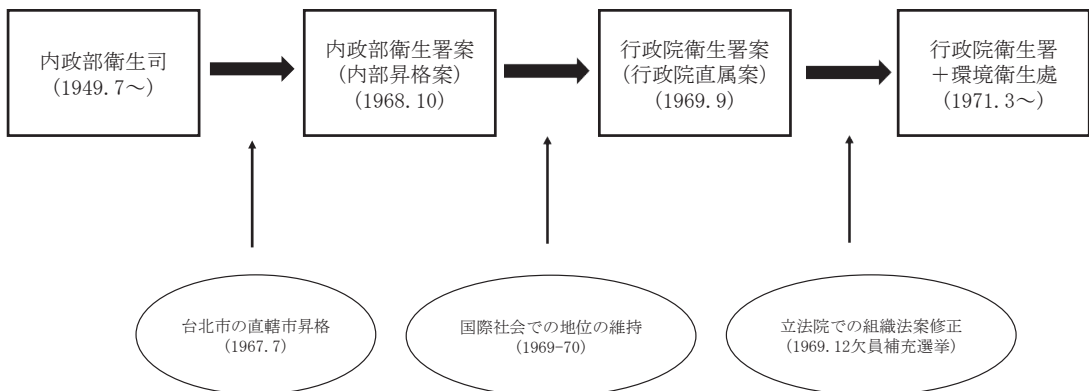 内政部衛生司
(1949.7～)
内政部衛生署案
(内部昇格案)
(1968.10)
行政院衛生署案
(行政院直属案)
(1969.9)
行政院衛生署
＋環境衛生處
(1971.3～)
台北市の直轄市昇格
(1967.7)
国際社会での地位の維持
(1969-70)
立法院での組織法案修正
(1969.12欠員補充選挙)